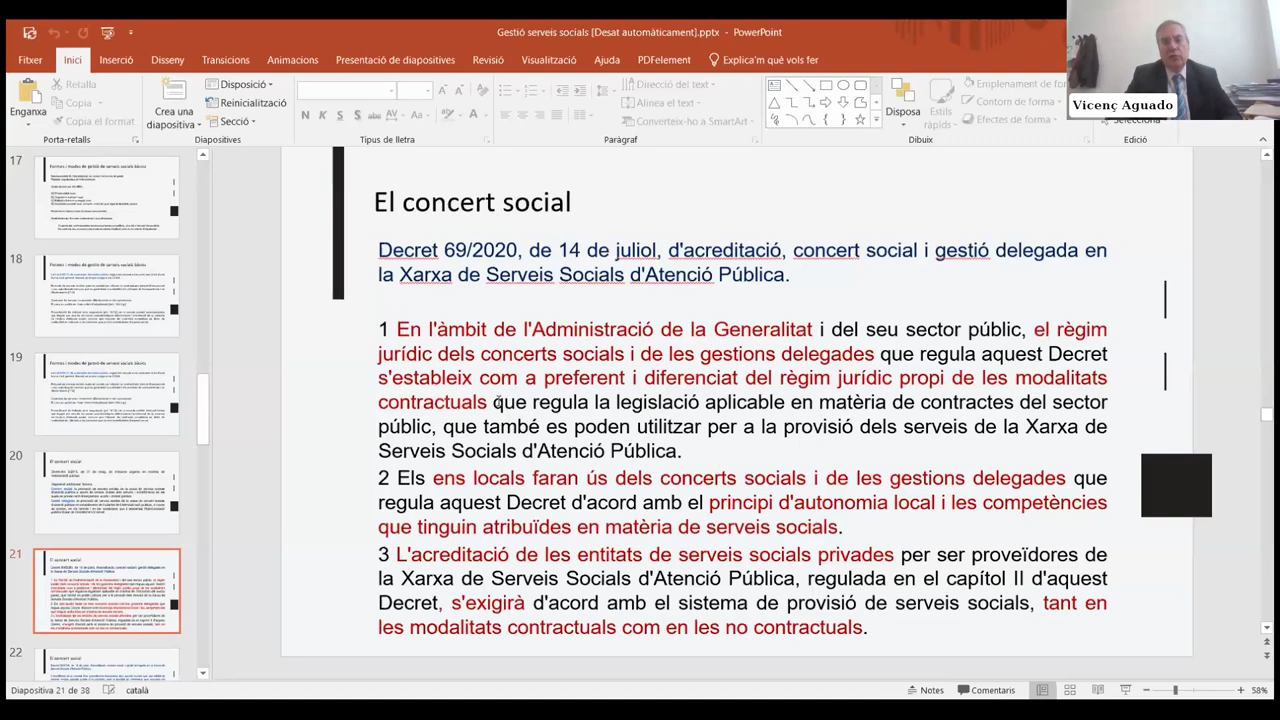 Gestió serveis socials [Desat automàticament].pptx - PowerPoint
Fitxer Inici Inserció Disseny Transicions Animacions Presentació de diapositives Revisió Visualització Ajuda PDFelement Explica'm què vols fer
Vicenç Aguado
Enganxa
Retalla
Copia
Copia el format
Porta-retalls
Crea una diapositiva
Disposició
Reinicialització
Secció
Diapositives
Tipus de lletra
Direcció del text
Alinea el text
Converteix-ho a SmartArt
Paràgraf
Disposa
Estils ràpids
Emplenament de forma
Contorn de forma
Efectes de forma
Dibuix
Selecciona
Edició
17
18
19
20
El concert social
21
El concert social
22
El concert social
El concert social
Decret 69/2020, de 14 de juliol, d'acreditació, concert social i gestió delegada en
la Xarxa de Serveis Socials d'Atenció Pública.
1 En l'àmbit de l'Administració de la Generalitat i del seu sector públic, el règim
jurídic dels concerts socials i de les gestions delegades que regula aquest Decret
s'estableix com a preferent i diferenciat del règim jurídic propi de les modalitats
contractuals que regula la legislació aplicable en matèria de contractes del sector
públic, que també es poden utilitzar per a la provisió dels serveis de la Xarxa de
Serveis Socials d'Atenció Pública.
2 Els ens locals faran ús dels concerts socials i de les gestions delegades que
regula aquest Decret d'acord amb el principi d'autonomia local i les competències
que tinguin atribuïdes en matèria de serveis socials.
3 L'acreditació de les entitats de serveis socials privades per ser proveïdores de
la Xarxa de Serveis Socials d'Atenció Pública, regulada en el capítol 2 d'aquest
Decret, s'exigeix d'acord amb el sistema de provisió de serveis socials, tant en
les modalitats contractuals com en les no contractuals.
Diapositiva 21 de 38 català Notes Comentaris 58%